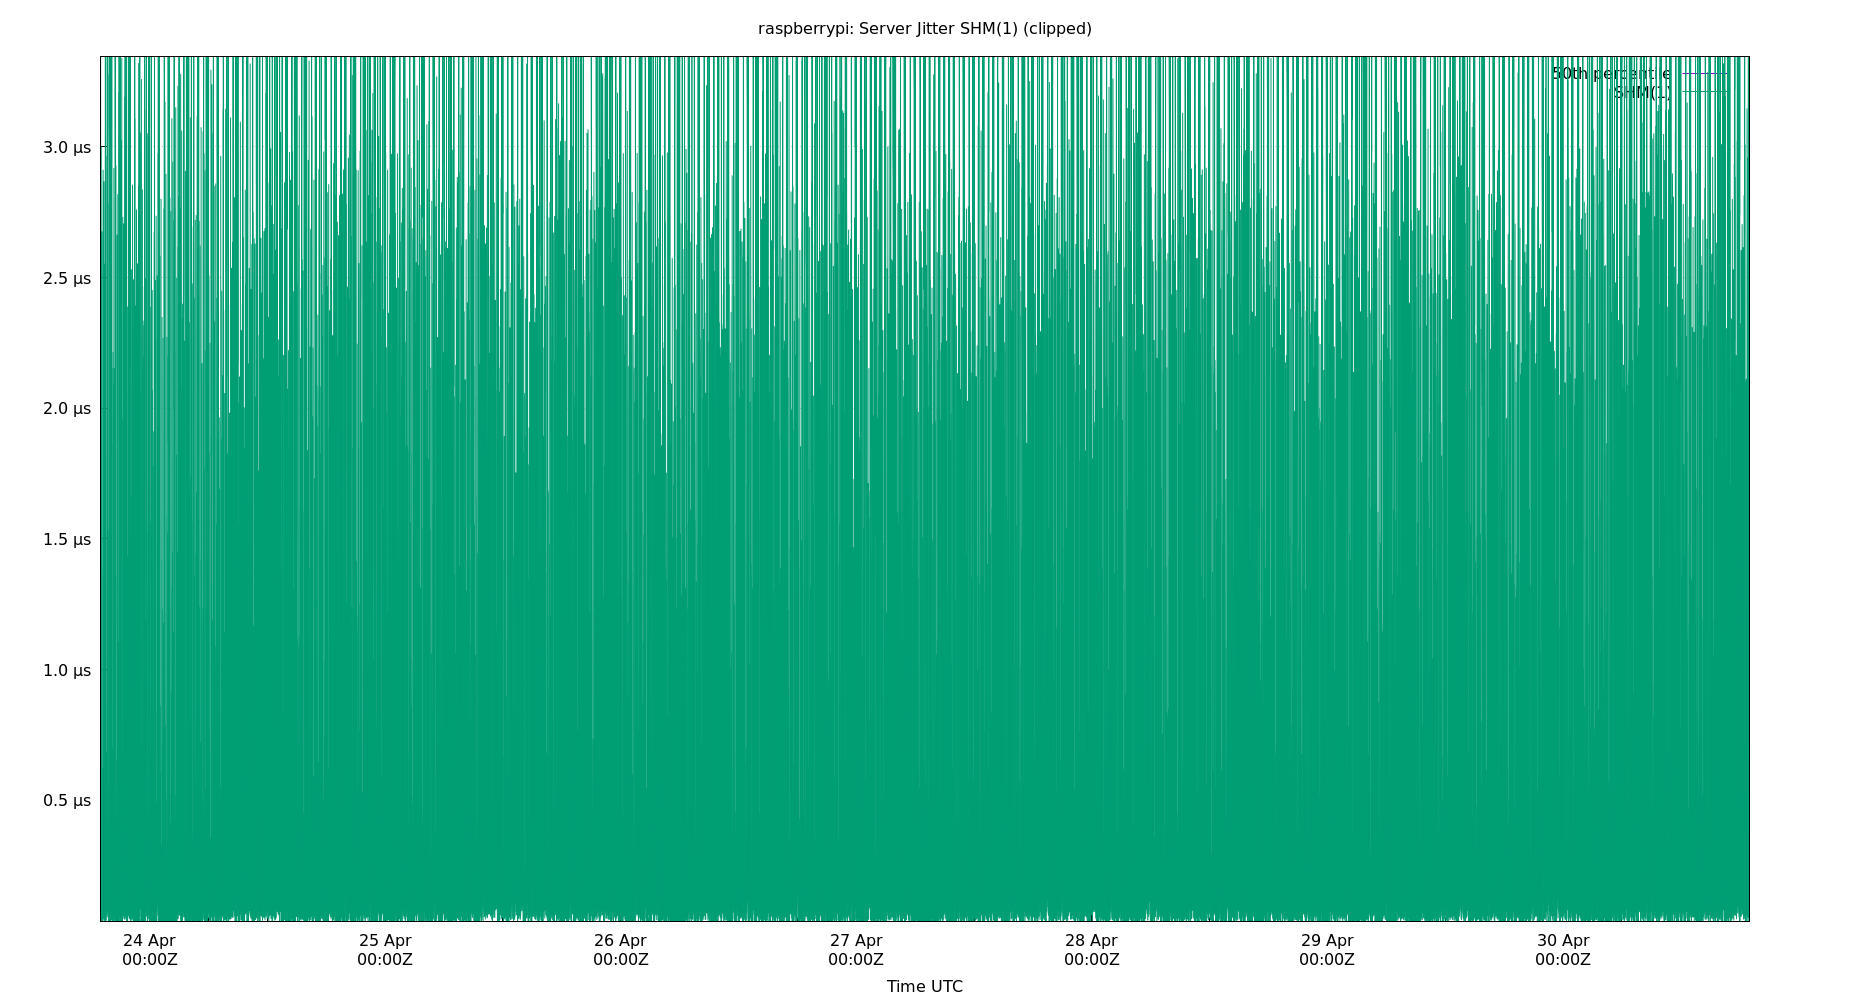 raspberrypi: Server Jitter SHM(1) (clipped)
50th percentile
SHM(1)
3.0 µs
2.5 µs
2.0 µs
1.5 µs
1.0 µs
0.5 µs
24 Apr 25 Apr 26 Apr 27 Apr 28 Apr 29 Apr 30 Apr
00:00Z 00:00Z 00:00Z 00:00Z 00:00Z 00:00Z 00:00Z
Time UTC